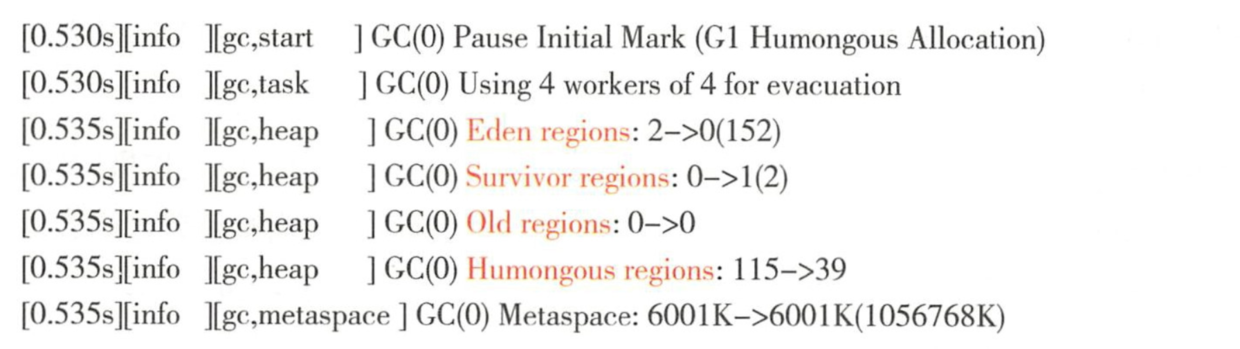 [0.530s][info   ][gc,start     ] GC(0) Pause Initial Mark (G1 Humongous Allocation)
[0.530s][info   ][gc,task      ] GC(0) Using 4 workers of 4 for evacuation
[0.535s][info   ][gc,heap      ] GC(0) Eden regions: 2–>0(152)
[0.535s][info   ][gc,heap      ] GC(0) Survivor regions: 0–>1(2)
[0.535s][info   ][gc,heap      ] GC(0) Old regions: 0–>0
[0.535s][info   ][gc,heap      ] GC(0) Humongous regions: 115–>39
[0.535s][info   ][gc,metaspace ] GC(0) Metaspace: 6001K–>6001K(1056768K)